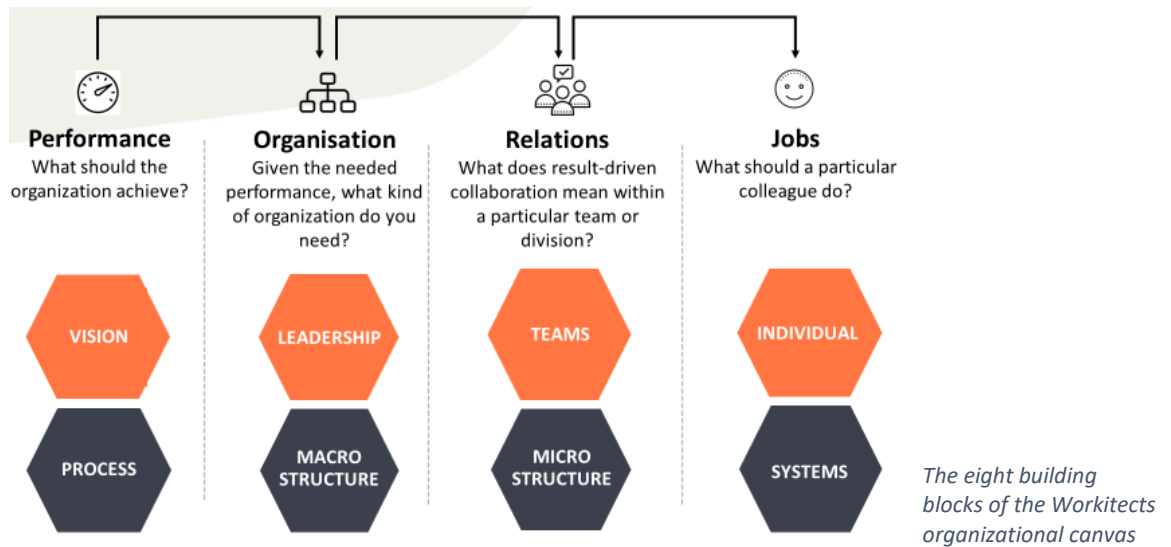 Performance
What should the
organization achieve?
Organisation
Given the needed
performance, what kind
of organization do you
need?
Relations
What does result-driven
collaboration mean within
a particular team or
division?
Jobs
What should a particular
colleague do?
VISION
LEADERSHIP
TEAMS
INDIVIDUAL
PROCESS
MACRO
STRUCTURE
MICRO
STRUCTURE
SYSTEMS
The eight building
blocks of the Workitects
organizational canvas